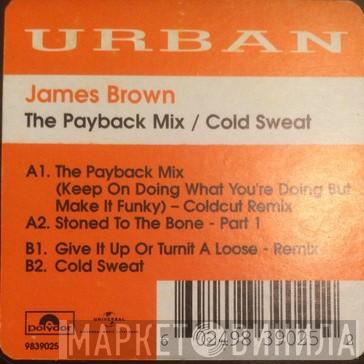 URBAN
James Brown
The Payback Mix / Cold Sweat
A1. The Payback Mix
(Keep On Doing What You're Doing But
Make It Funky) – Coldcut Remix
A2. Stoned To The Bone - Part 1
B1. Give It Up Or Turnit A Loose - Remix
B2. Cold Sweat
polydor
UNIVERSAL
9839025
6 02498 39025 2
МАРКЕТ ВИНИЛА